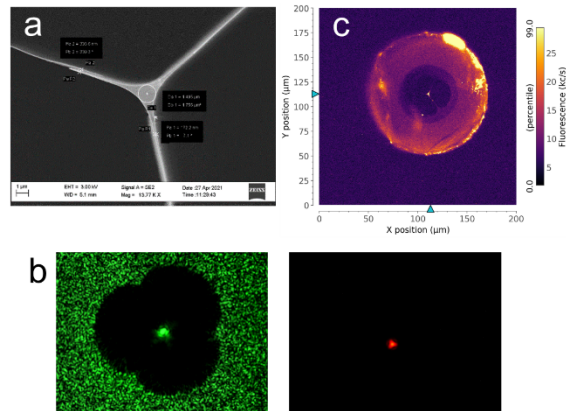 a
1 µm
EHT = 3.00 kV
WD = 5.1 mm
Signal A = SE2
Mag = 13.77 K X
Date :27 Apr 2021
Time :11:29:43
ZEISS
c
200
175
150
125
100
75
50
25
0
Y position (µm)
0 50 100 150 200
X position (µm)
99.0
(percentile)
0.0
Fluorescence (kc/s)
30
25
20
15
10
5
b